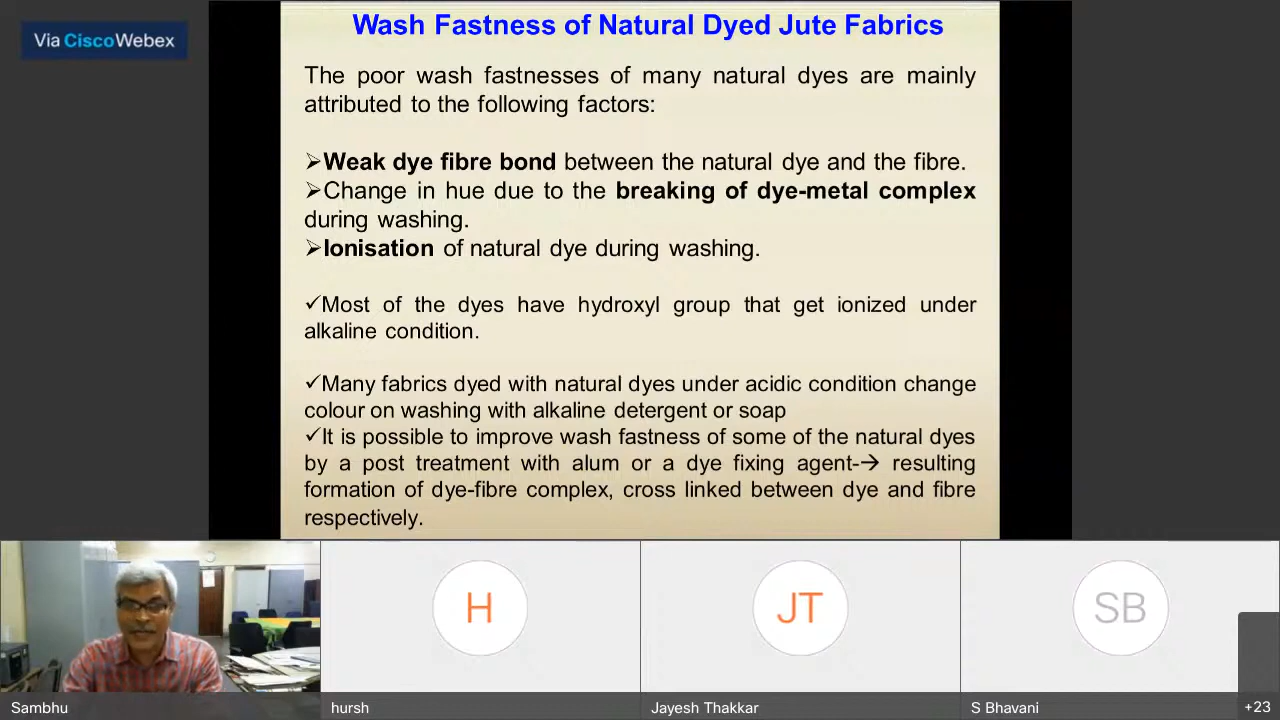 Via CiscoWebex
Wash Fastness of Natural Dyed Jute Fabrics
The poor wash fastnesses of many natural dyes are mainly
attributed to the following factors:
➢Weak dye fibre bond between the natural dye and the fibre.
➢Change in hue due to the breaking of dye-metal complex
during washing.
➢Ionisation of natural dye during washing.
✓Most of the dyes have hydroxyl group that get ionized under
alkaline condition.
✓Many fabrics dyed with natural dyes under acidic condition change
colour on washing with alkaline detergent or soap
✓It is possible to improve wash fastness of some of the natural dyes
by a post treatment with alum or a dye fixing agent-→ resulting
formation of dye-fibre complex, cross linked between dye and fibre
respectively.
H
JT
SB
Sambhu
hursh
Jayesh Thakkar
S Bhavani
+23